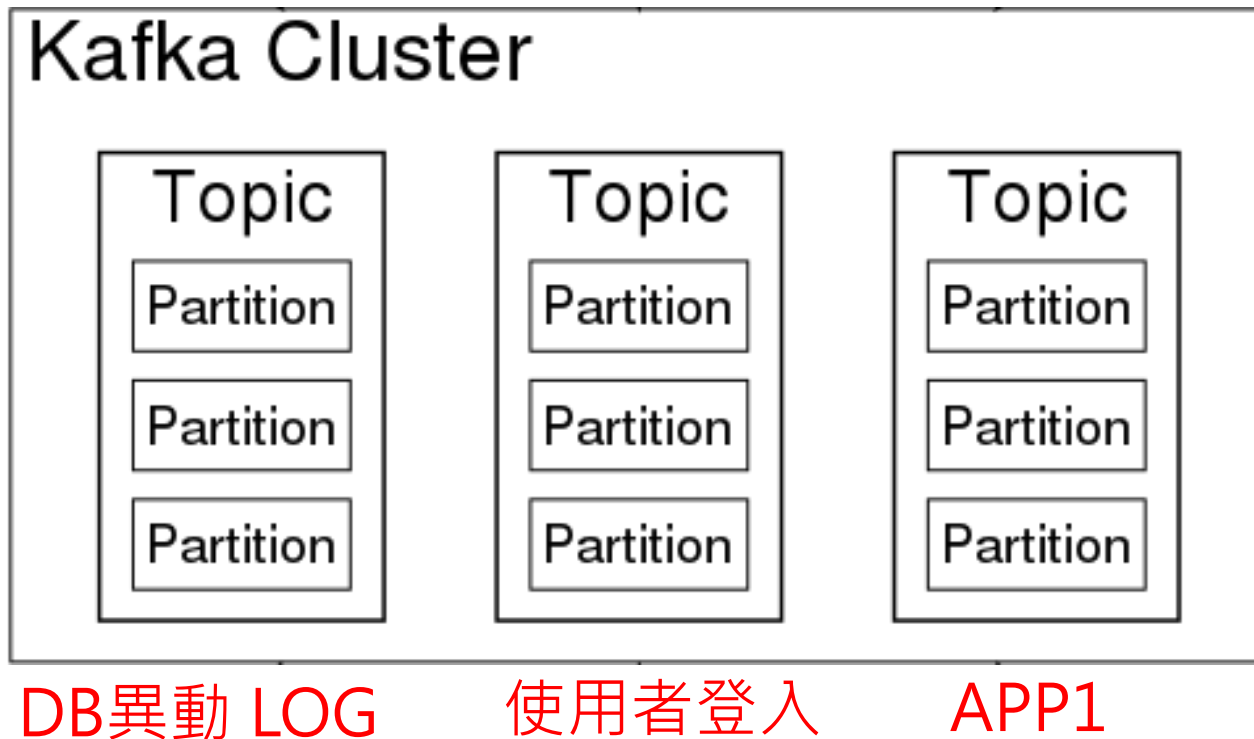 Kafka Cluster
Topic
Partition
Partition
Partition
Topic
Partition
Partition
Partition
Topic
Partition
Partition
Partition
DB異動 LOG
使用者登入
APP1